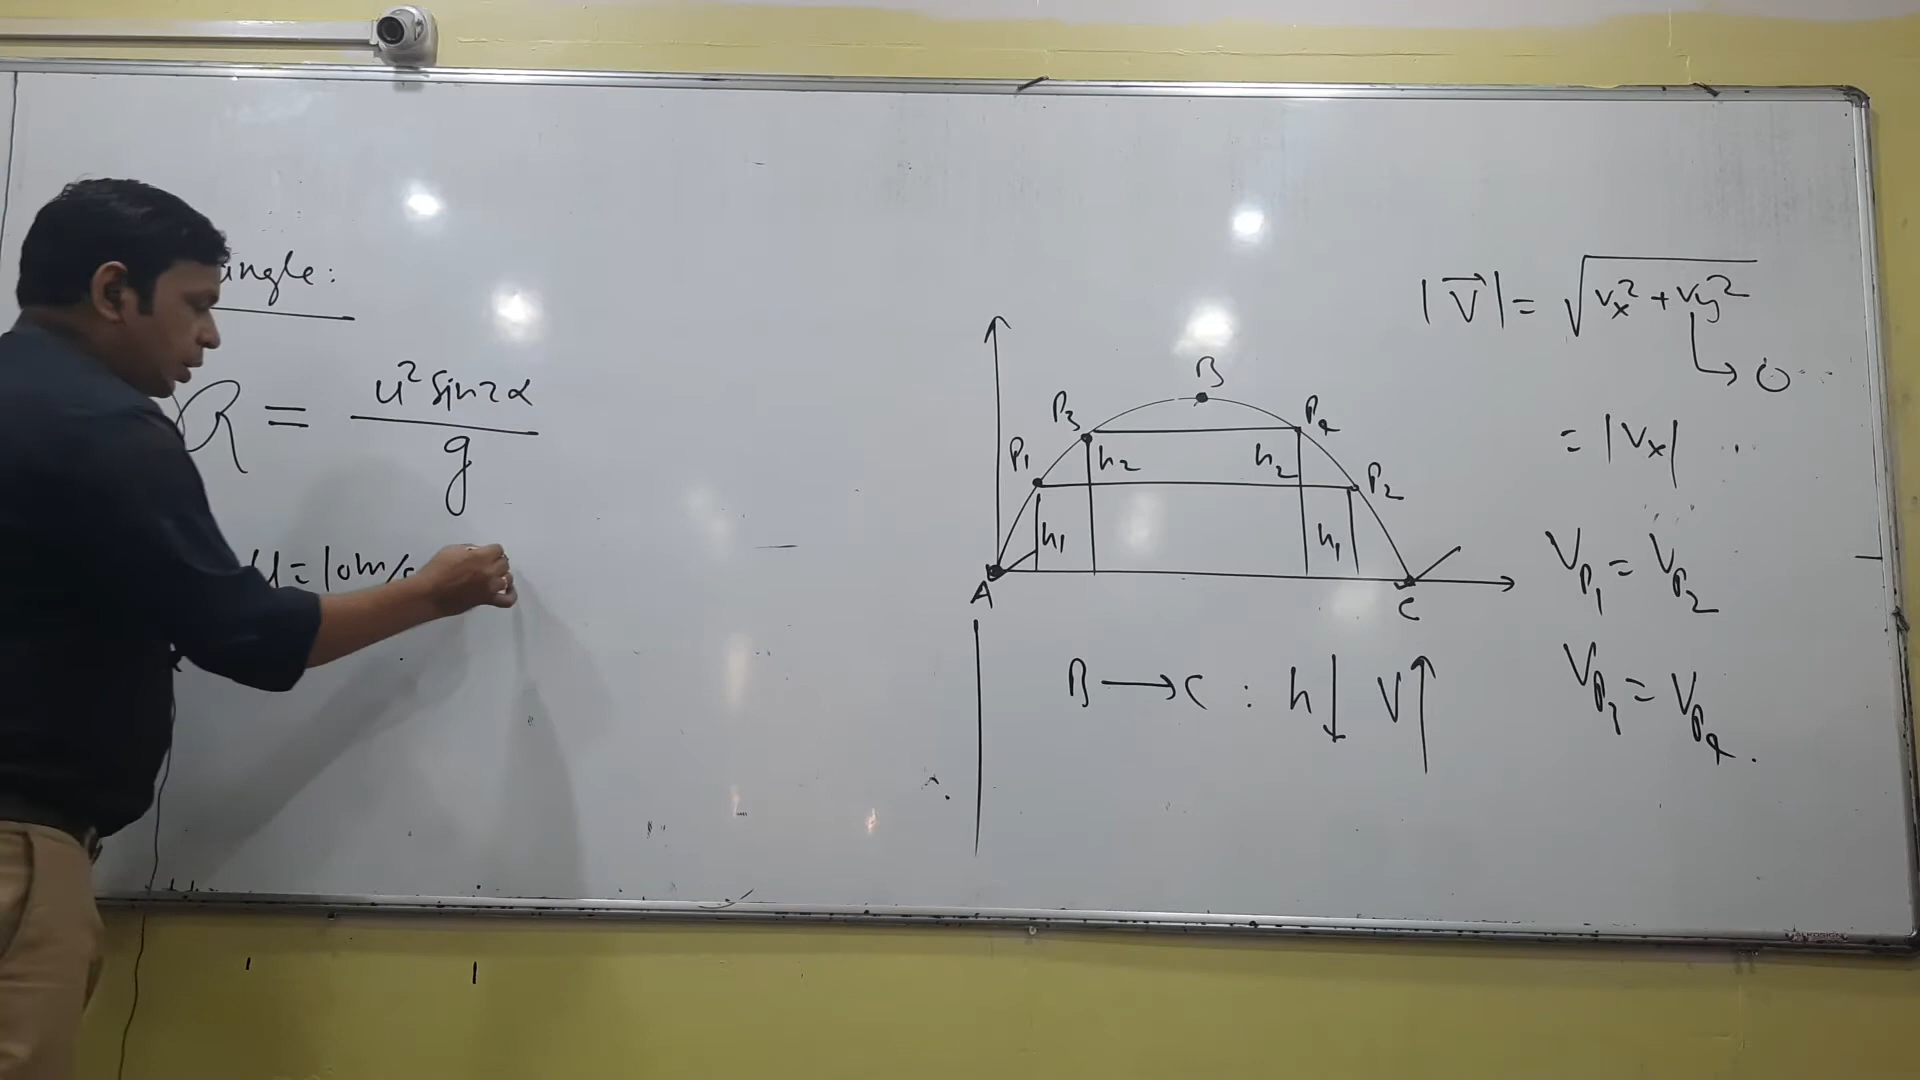 angle:
R = u² sin2α / g
u = 10m/s
B
P3
P4
P1
h2
h2
P2
h1
h1
A
C
B → C : h↓ V↑
|V⃗| = √(Vx² + Vy²)
→ 0
= |Vx|
VP1 = VP2
VP3 = VP4.